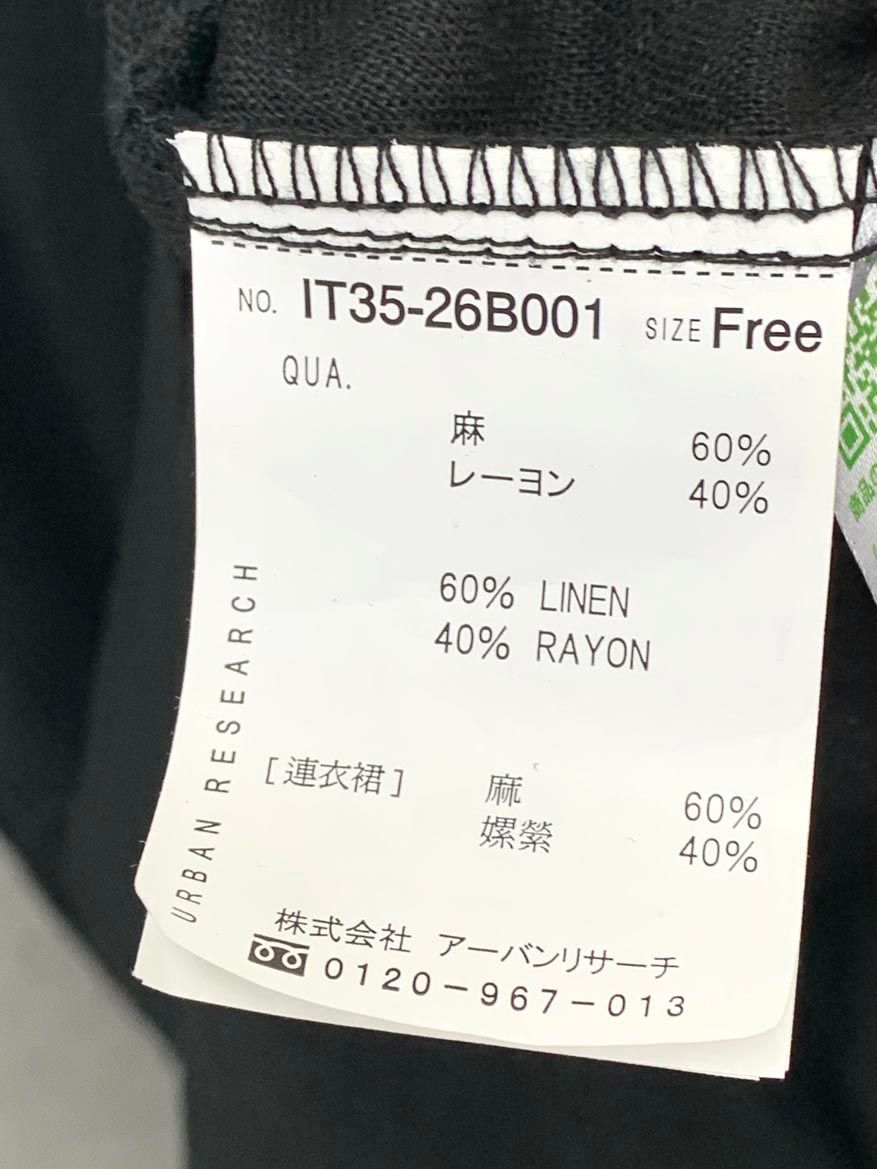 NO. IT35-26B001 SIZE Free
QUA.
麻 60%
レーヨン 40%
60% LINEN
40% RAYON
URBAN RESEARCH
[連衣裙] 麻 60%
嫘縈 40%
株式会社 アーバンリサーチ
0120-967-013